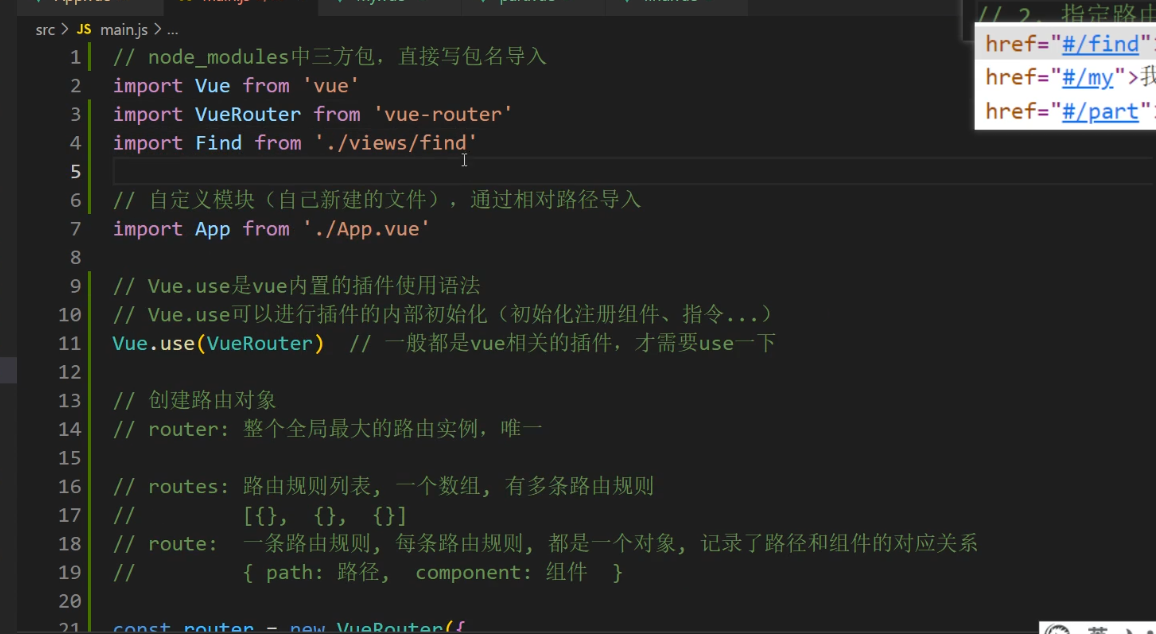 src > JS main.js > ...
1 // node_modules中三方包，直接写包名导入
2 import Vue from 'vue'
3 import VueRouter from 'vue-router'
4 import Find from './views/find'
5
6 // 自定义模块（自己新建的文件），通过相对路径导入
7 import App from './App.vue'
8
9 // Vue.use是vue内置的插件使用语法
10 // Vue.use可以进行插件的内部初始化（初始化注册组件、指令...）
11 Vue.use(VueRouter)  // 一般都是vue相关的插件，才需要use一下
12
13 // 创建路由对象
14 // router: 整个全局最大的路由实例，唯一
15
16 // routes: 路由规则列表, 一个数组, 有多条路由规则
17 //         [{}, {}, {}]
18 // route:  一条路由规则, 每条路由规则, 都是一个对象, 记录了路径和组件的对应关系
19 //         { path: 路径,  component: 组件  }
20
21 const router = new VueRouter({
// 2. 指定路由
href="#/find"
href="#/my">我
href="#/part"
英